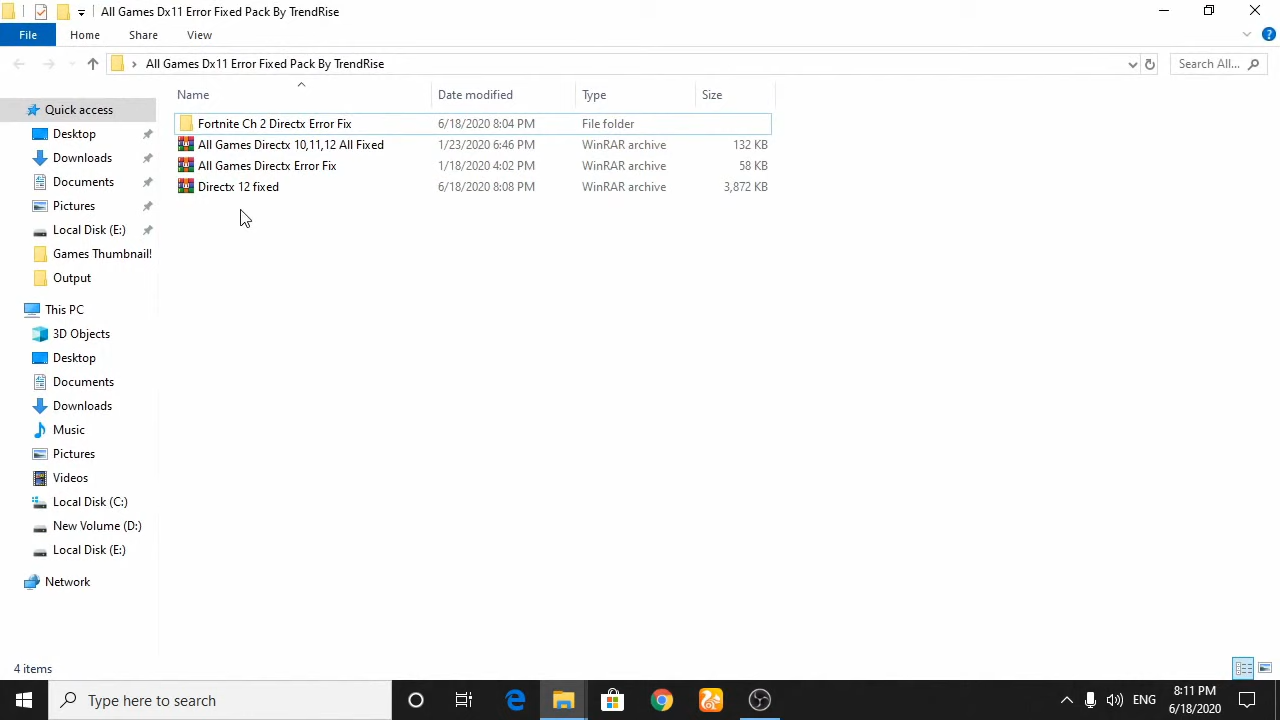 All Games Dx11 Error Fixed Pack By TrendRise
File Home Share View
All Games Dx11 Error Fixed Pack By TrendRise Search All...
Name Date modified Type Size
Quick access
Desktop
Downloads
Documents
Pictures
Local Disk (E:)
Games Thumbnail!
Output
This PC
3D Objects
Desktop
Documents
Downloads
Music
Pictures
Videos
Local Disk (C:)
New Volume (D:)
Local Disk (E:)
Network
Fortnite Ch 2 Directx Error Fix 6/18/2020 8:04 PM File folder
All Games Directx 10,11,12 All Fixed 1/23/2020 6:46 PM WinRAR archive 132 KB
All Games Directx Error Fix 1/18/2020 4:02 PM WinRAR archive 58 KB
Directx 12 fixed 6/18/2020 8:08 PM WinRAR archive 3,872 KB
4 items
Type here to search
ENG
8:11 PM
6/18/2020